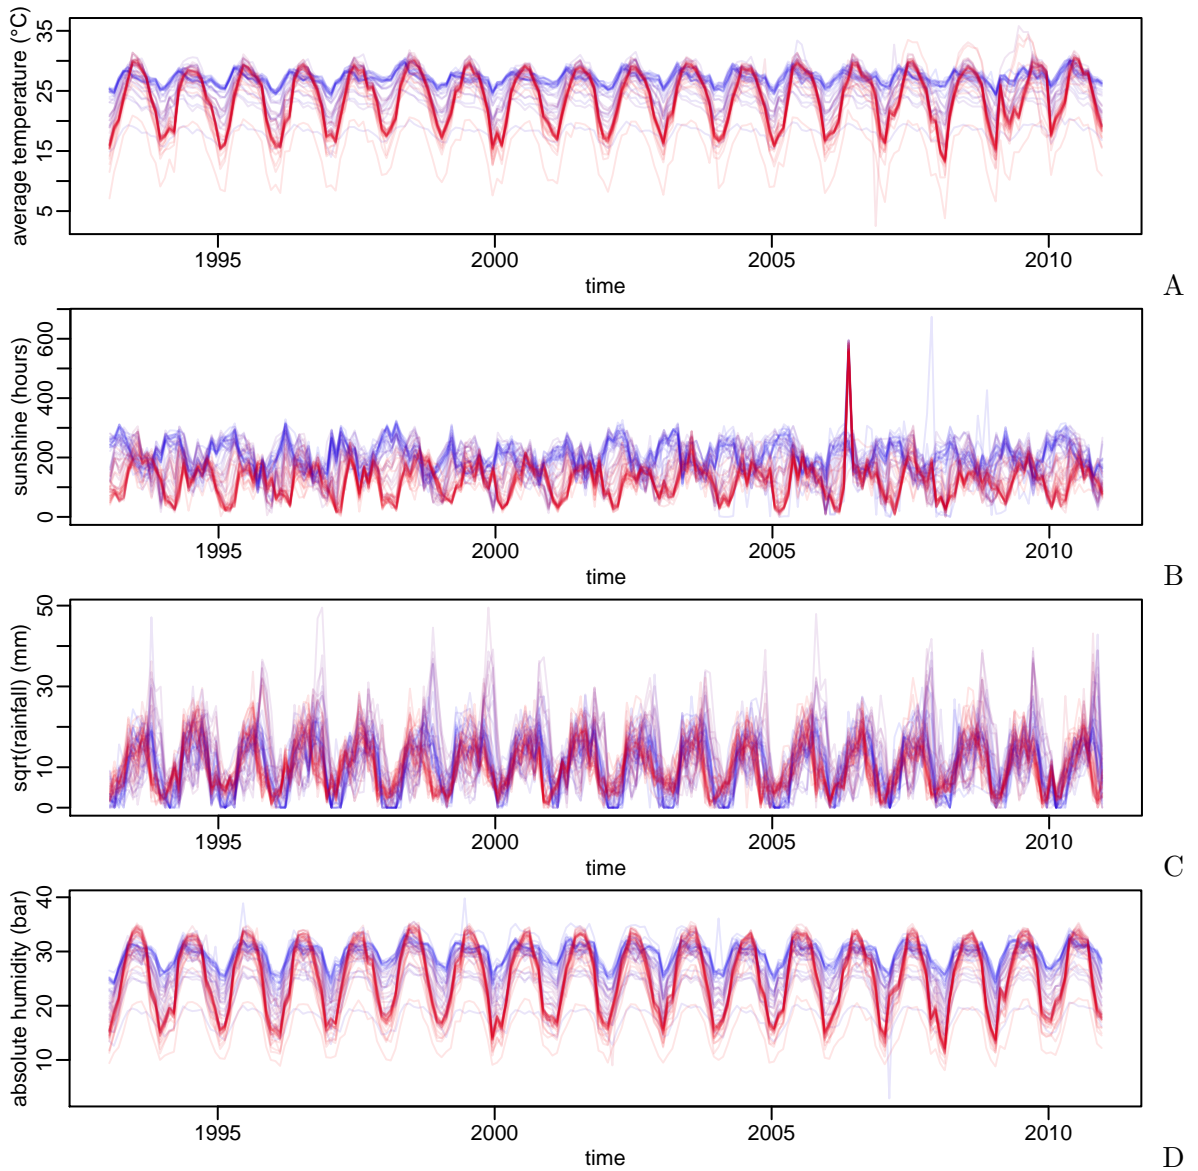 average temperature (°C)
5
15
25
35
1995
2000
2005
2010
time
A
sunshine (hours)
0
200
400
600
1995
2000
2005
2010
time
B
sqrt(rainfall) (mm)
0
10
30
50
1995
2000
2005
2010
time
C
absolute humidity (bar)
10
20
30
40
1995
2000
2005
2010
time
D